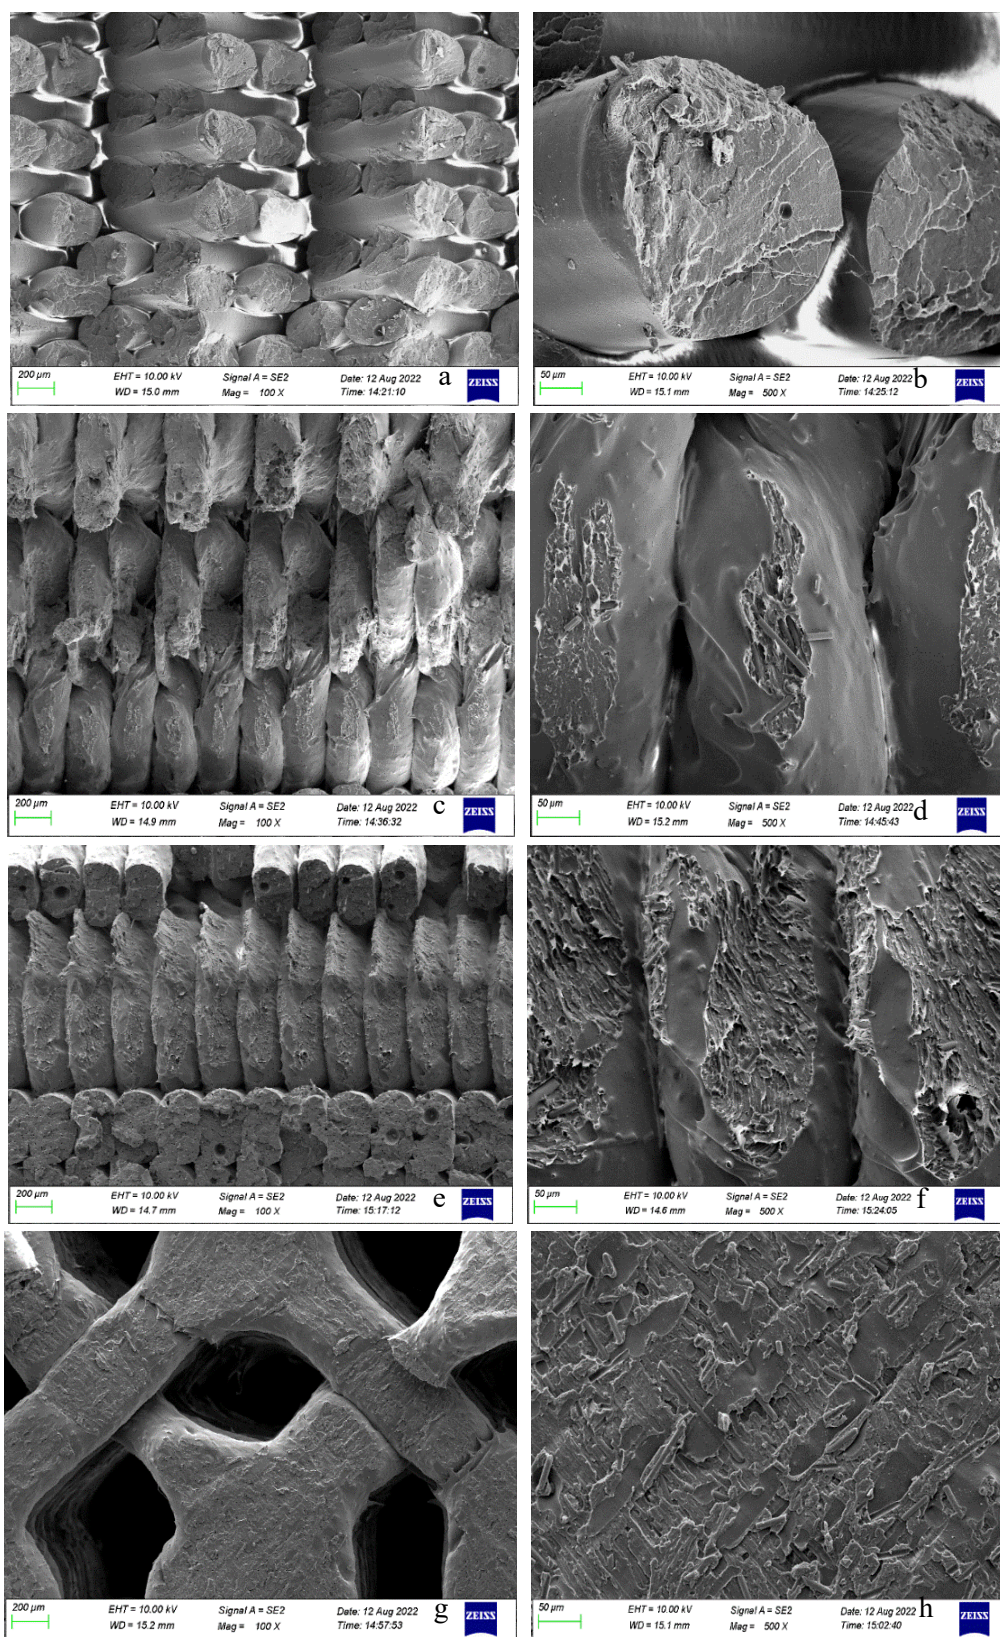 200 µm EHT = 10.00 kV Signal A = SE2 Date: 12 Aug 2022 a ZEISS
WD = 15.0 mm Mag = 100 X Time: 14:21:10
50 µm EHT = 10.00 kV Signal A = SE2 Date: 12 Aug 2022 b ZEISS
WD = 15.1 mm Mag = 500 X Time: 14:25:12
200 µm EHT = 10.00 kV Signal A = SE2 Date: 12 Aug 2022 c ZEISS
WD = 14.9 mm Mag = 100 X Time: 14:36:32
50 µm EHT = 10.00 kV Signal A = SE2 Date: 12 Aug 2022 d ZEISS
WD = 15.2 mm Mag = 500 X Time: 14:45:43
200 µm EHT = 10.00 kV Signal A = SE2 Date: 12 Aug 2022 e ZEISS
WD = 14.7 mm Mag = 100 X Time: 15:17:12
50 µm EHT = 10.00 kV Signal A = SE2 Date: 12 Aug 2022 f ZEISS
WD = 14.6 mm Mag = 500 X Time: 15:24:05
200 µm EHT = 10.00 kV Signal A = SE2 Date: 12 Aug 2022 g ZEISS
WD = 15.2 mm Mag = 100 X Time: 14:57:53
50 µm EHT = 10.00 kV Signal A = SE2 Date: 12 Aug 2022 h ZEISS
WD = 15.1 mm Mag = 500 X Time: 15:02:40